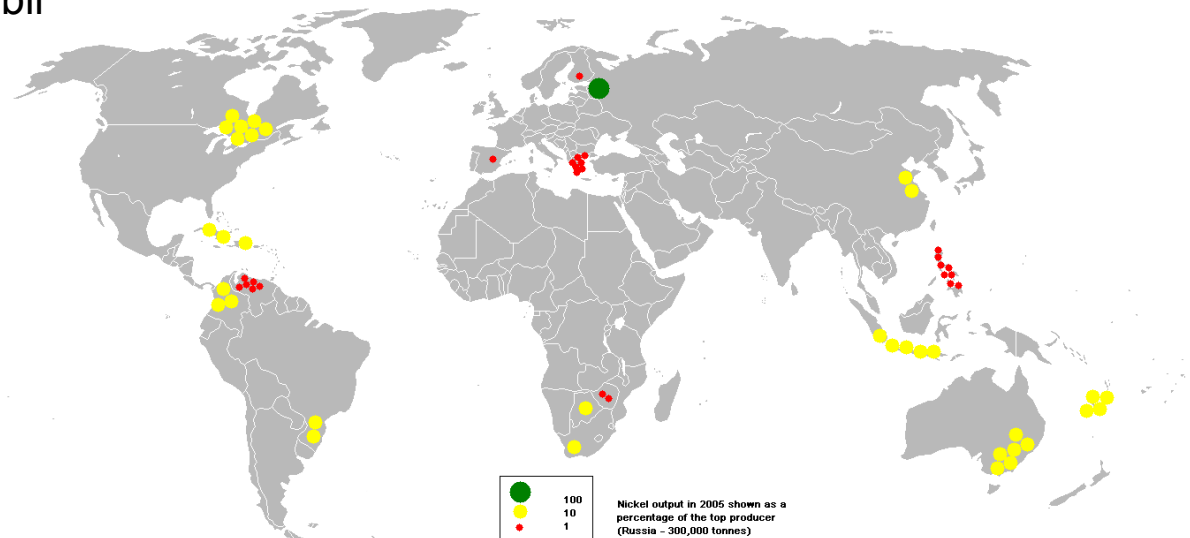 100
10
1
Nickel output in 2005 shown as a
percentage of the top producer
(Russia - 300,000 tonnes)